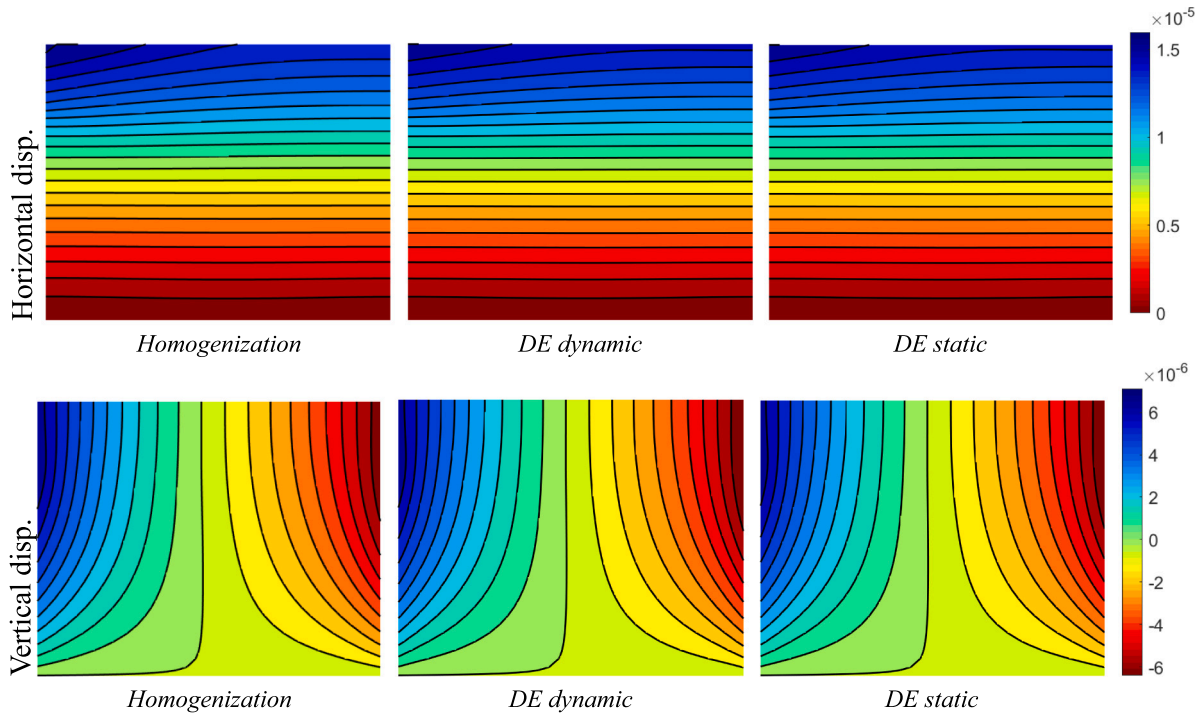 ×10⁻⁵
1.5
1
0.5
0
Horizontal disp.
Homogenization
DE dynamic
DE static
×10⁻⁶
6
4
2
0
-2
-4
-6
Vertical disp.
Homogenization
DE dynamic
DE static